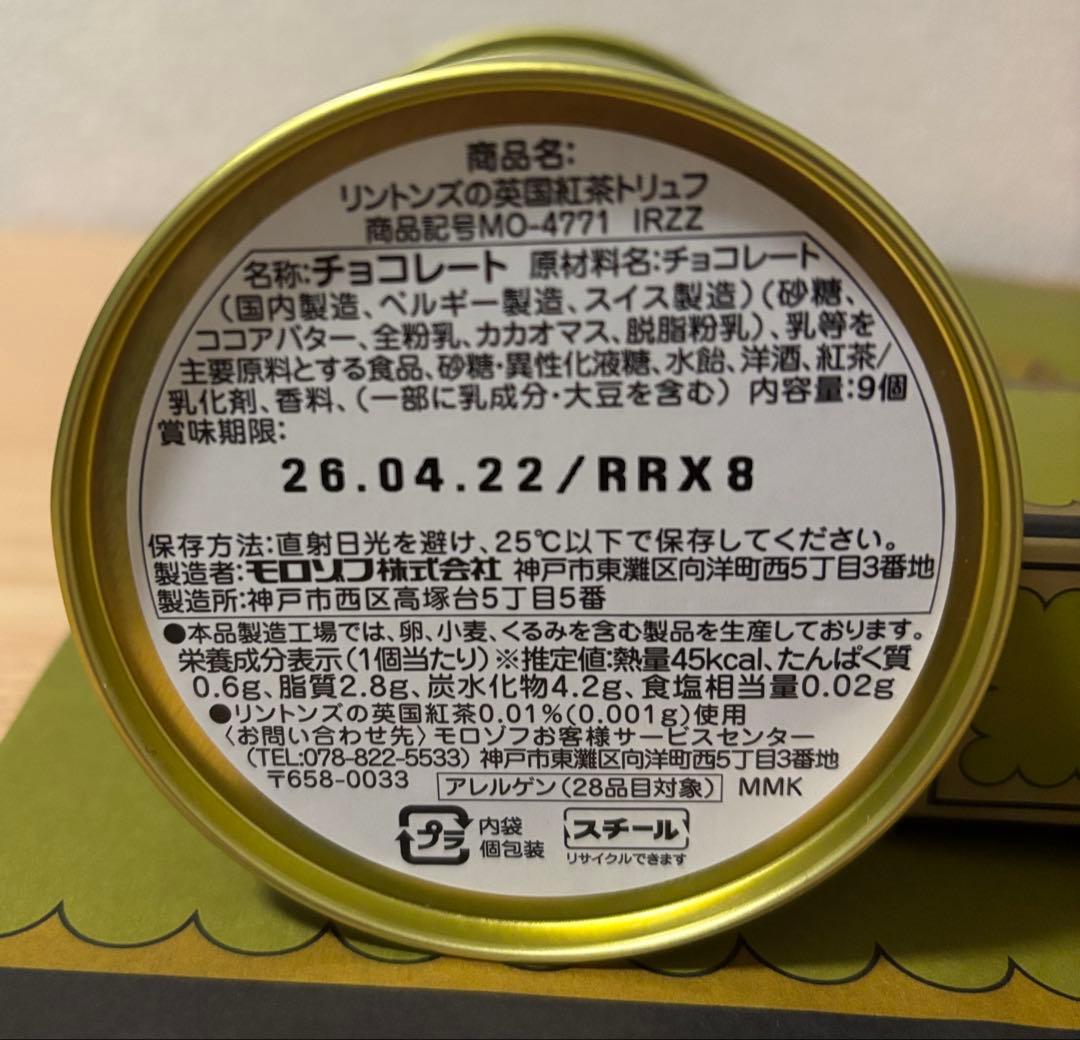 商品名:
リントンズの英国紅茶トリュフ
商品記号MO-4771 IRZZ
名称:チョコレート 原材料名:チョコレート
(国内製造、ベルギー製造、スイス製造)(砂糖、
ココアバター、全粉乳、カカオマス、脱脂粉乳)、乳等を
主要原料とする食品、砂糖・異性化液糖、水飴、洋酒、紅茶/
乳化剤、香料、(一部に乳成分・大豆を含む) 内容量:9個
賞味期限:
26.04.22/RRX8
保存方法:直射日光を避け、25℃以下で保存してください。
製造者:モロゾフ株式会社 神戸市東灘区向洋町西5丁目3番地
製造所:神戸市西区高塚台5丁目5番
●本品製造工場では、卵、小麦、くるみを含む製品を生産しております。
栄養成分表示(1個当たり)※推定値:熱量45kcal、たんぱく質
0.6g、脂質2.8g、炭水化物4.2g、食塩相当量0.02g
●リントンズの英国紅茶0.01%(0.001g)使用
〈お問い合わせ先〉モロゾフお客様サービスセンター
(TEL:078-822-5533) 神戸市東灘区向洋町西5丁目3番地
〒658-0033 アレルゲン(28品目対象) MMK
プラ 内袋 スチール
個包装 リサイクルできます